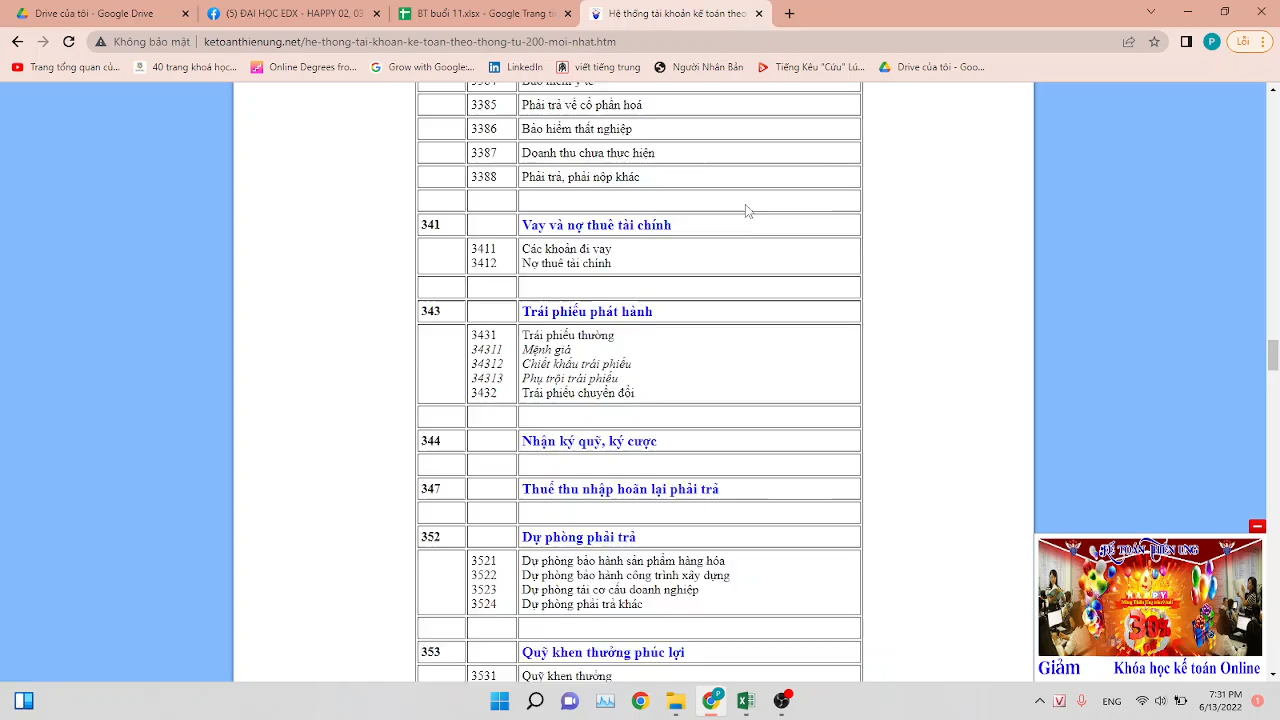 Drive của tôi - Google Drive
(5) ĐẠI HỌC EDX - HAPPY 02, 03
BT buổi 11.xlsx - Google Trang tí
Hệ thống tài khoản kế toán theo
Không bảo mật
ketoanthienung.net/he-thong-tai-khoan-ke-toan-theo-thong-tu-200-moi-nhat.htm
P
Lỗi
Trang tổng quan củ...
40 trang khoá học...
Online Degrees fro...
Grow with Google:...
LinkedIn
viết tiếng trung
Người Nhân Bản
Tiếng Kêu "Cứu" Lú...
Drive của tôi - Goo...
3385 Phải trả về cổ phần hoá
3386 Bảo hiểm thất nghiệp
3387 Doanh thu chưa thực hiện
3388 Phải trả, phải nộp khác
341 Vay và nợ thuê tài chính
3411 Các khoản đi vay
3412 Nợ thuê tài chính
343 Trái phiếu phát hành
3431 Trái phiếu thường
34311 Mệnh giá
34312 Chiết khấu trái phiếu
34313 Phụ trội trái phiếu
3432 Trái phiếu chuyển đổi
344 Nhận ký quỹ, ký cược
347 Thuế thu nhập hoãn lại phải trả
352 Dự phòng phải trả
3521 Dự phòng bảo hành sản phẩm hàng hóa
3522 Dự phòng bảo hành công trình xây dựng
3523 Dự phòng tái cơ cấu doanh nghiệp
3524 Dự phòng phải trả khác
353 Quỹ khen thưởng phúc lợi
3531 Quỹ khen thưởng
KẾ TOÁN THIÊN ƯNG
HAPPY
30%
Giảm Khóa học kế toán Online
ENG
7:31 PM
6/13/2022
1